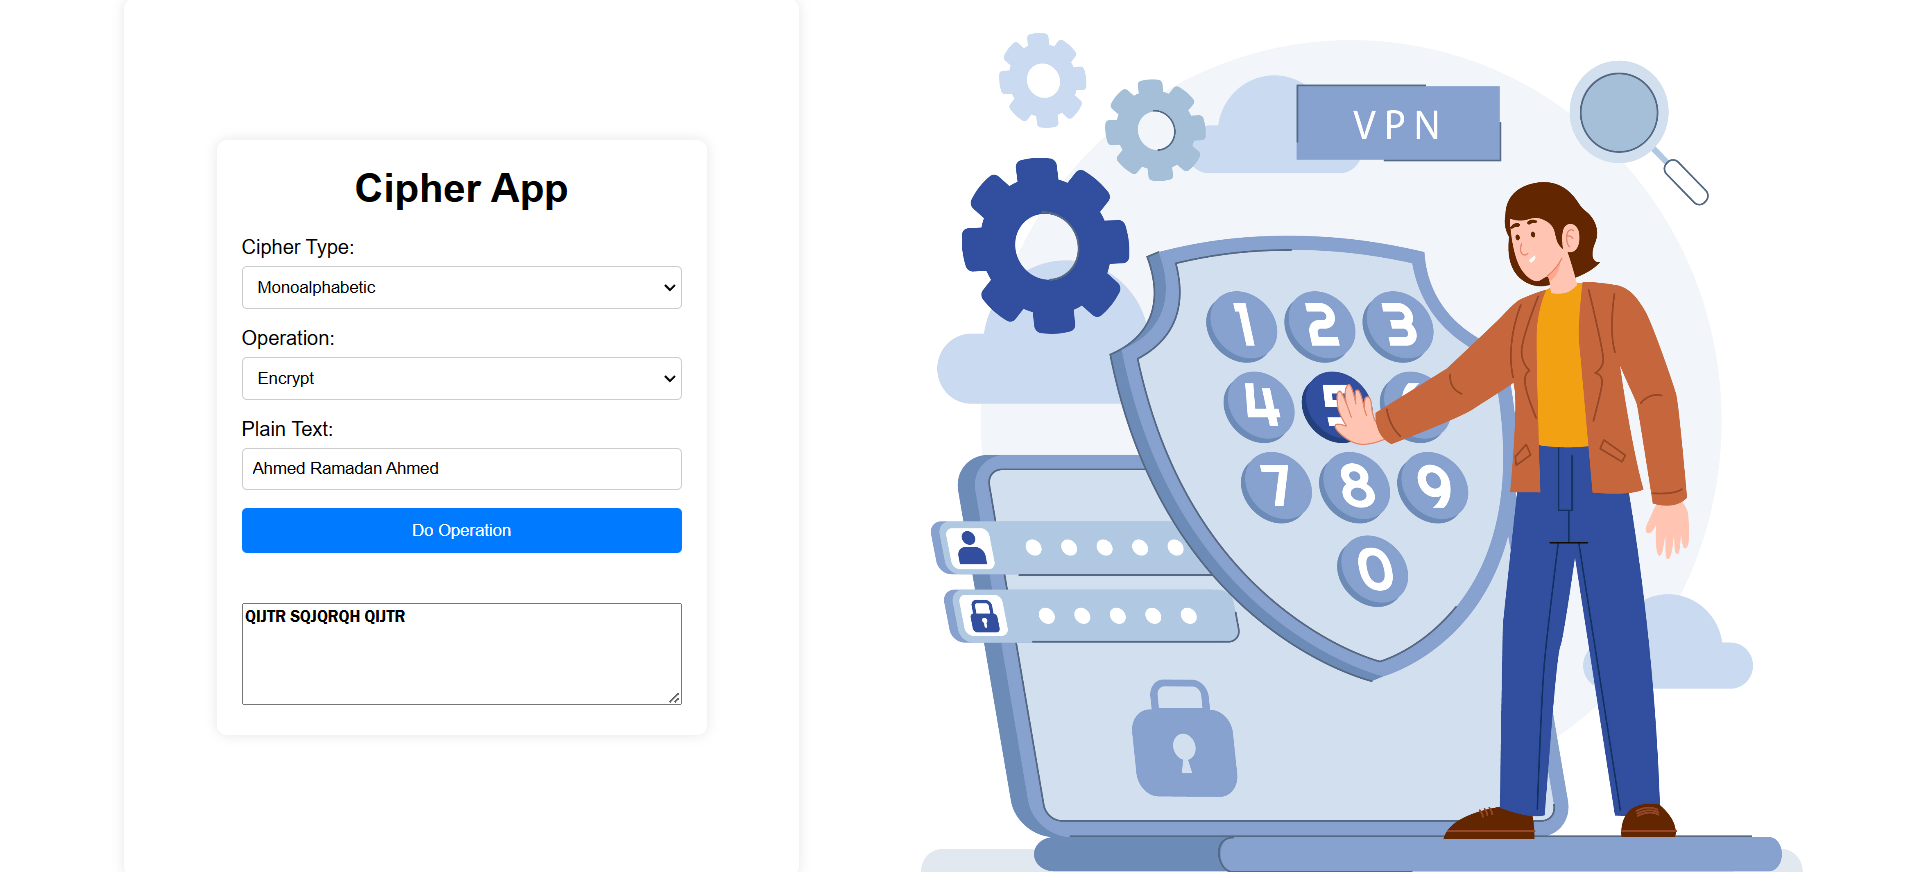 Cipher App
Cipher Type:
Monoalphabetic
Operation:
Encrypt
Plain Text:
Ahmed Ramadan Ahmed
Do Operation
QIJTR SQJQRQH QIJTR
VPN
1 2 3
4 5
7 8 9
0